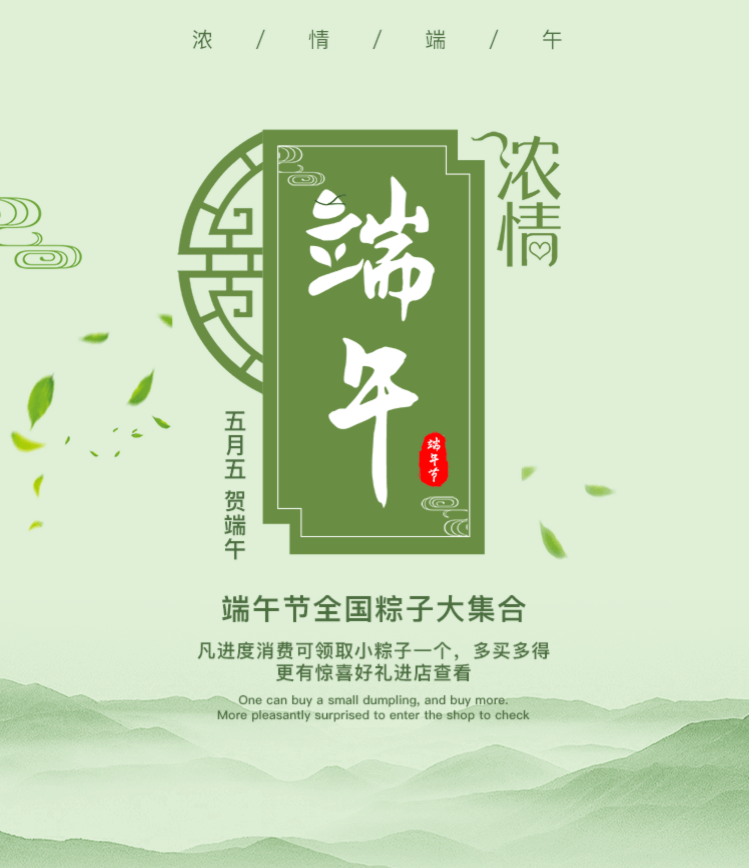 浓 / 情 / 端 / 午
浓情
端午
端午节
五月五 贺端午
端午节全国粽子大集合
凡进度消费可领取小粽子一个，多买多得
更有惊喜好礼进店查看
One can buy a small dumpling, and buy more.
More pleasantly surprised to enter the shop to check